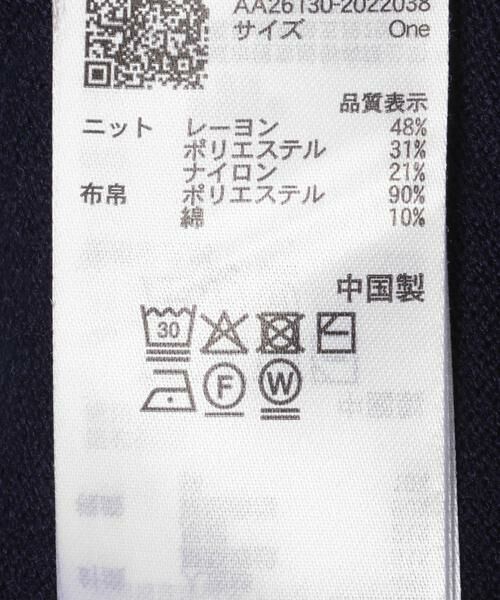 AA26130-2022038
サイズ One
品質表示
ニット レーヨン 48%
ポリエステル 31%
ナイロン 21%
布帛 ポリエステル 90%
綿 10%
中国製
30
F W